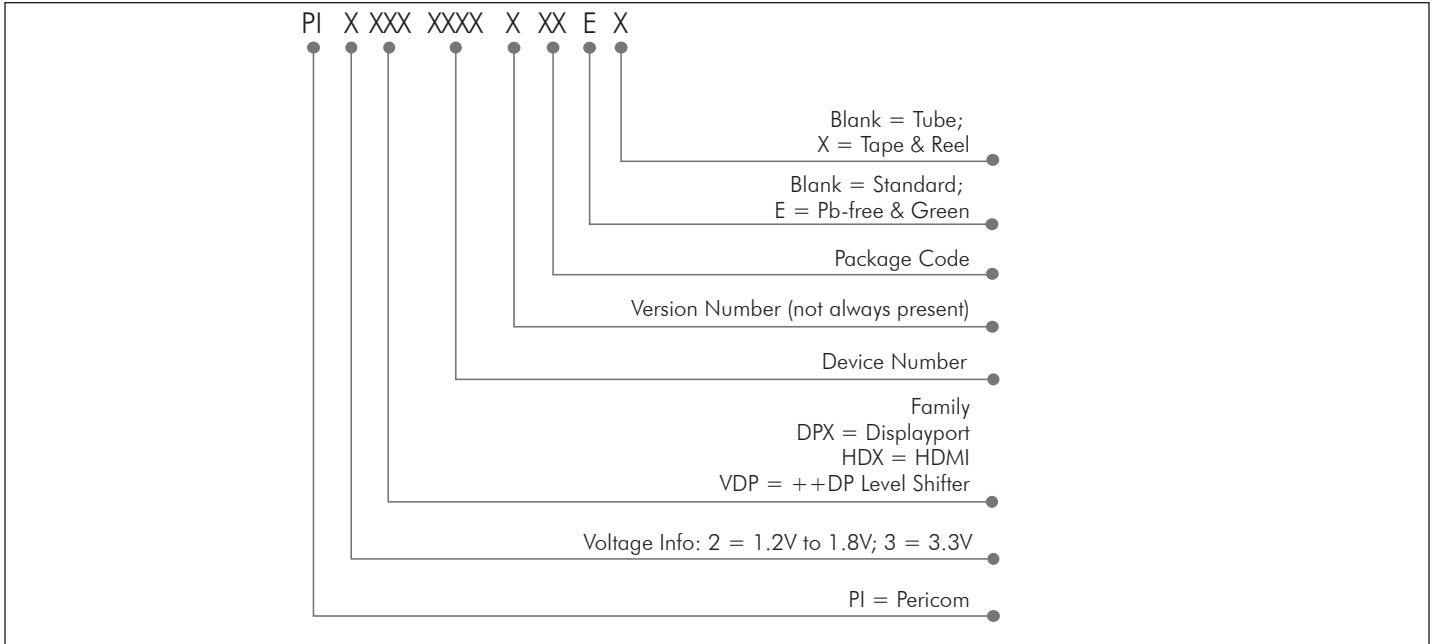 PI X XXX XXXX X XX E X
Blank = Tube;
X = Tape & Reel
Blank = Standard;
E = Pb-free & Green
Package Code
Version Number (not always present)
Device Number
Family
DPX = Displayport
HDX = HDMI
VDP = ++DP Level Shifter
Voltage Info: 2 = 1.2V to 1.8V; 3 = 3.3V
PI = Pericom